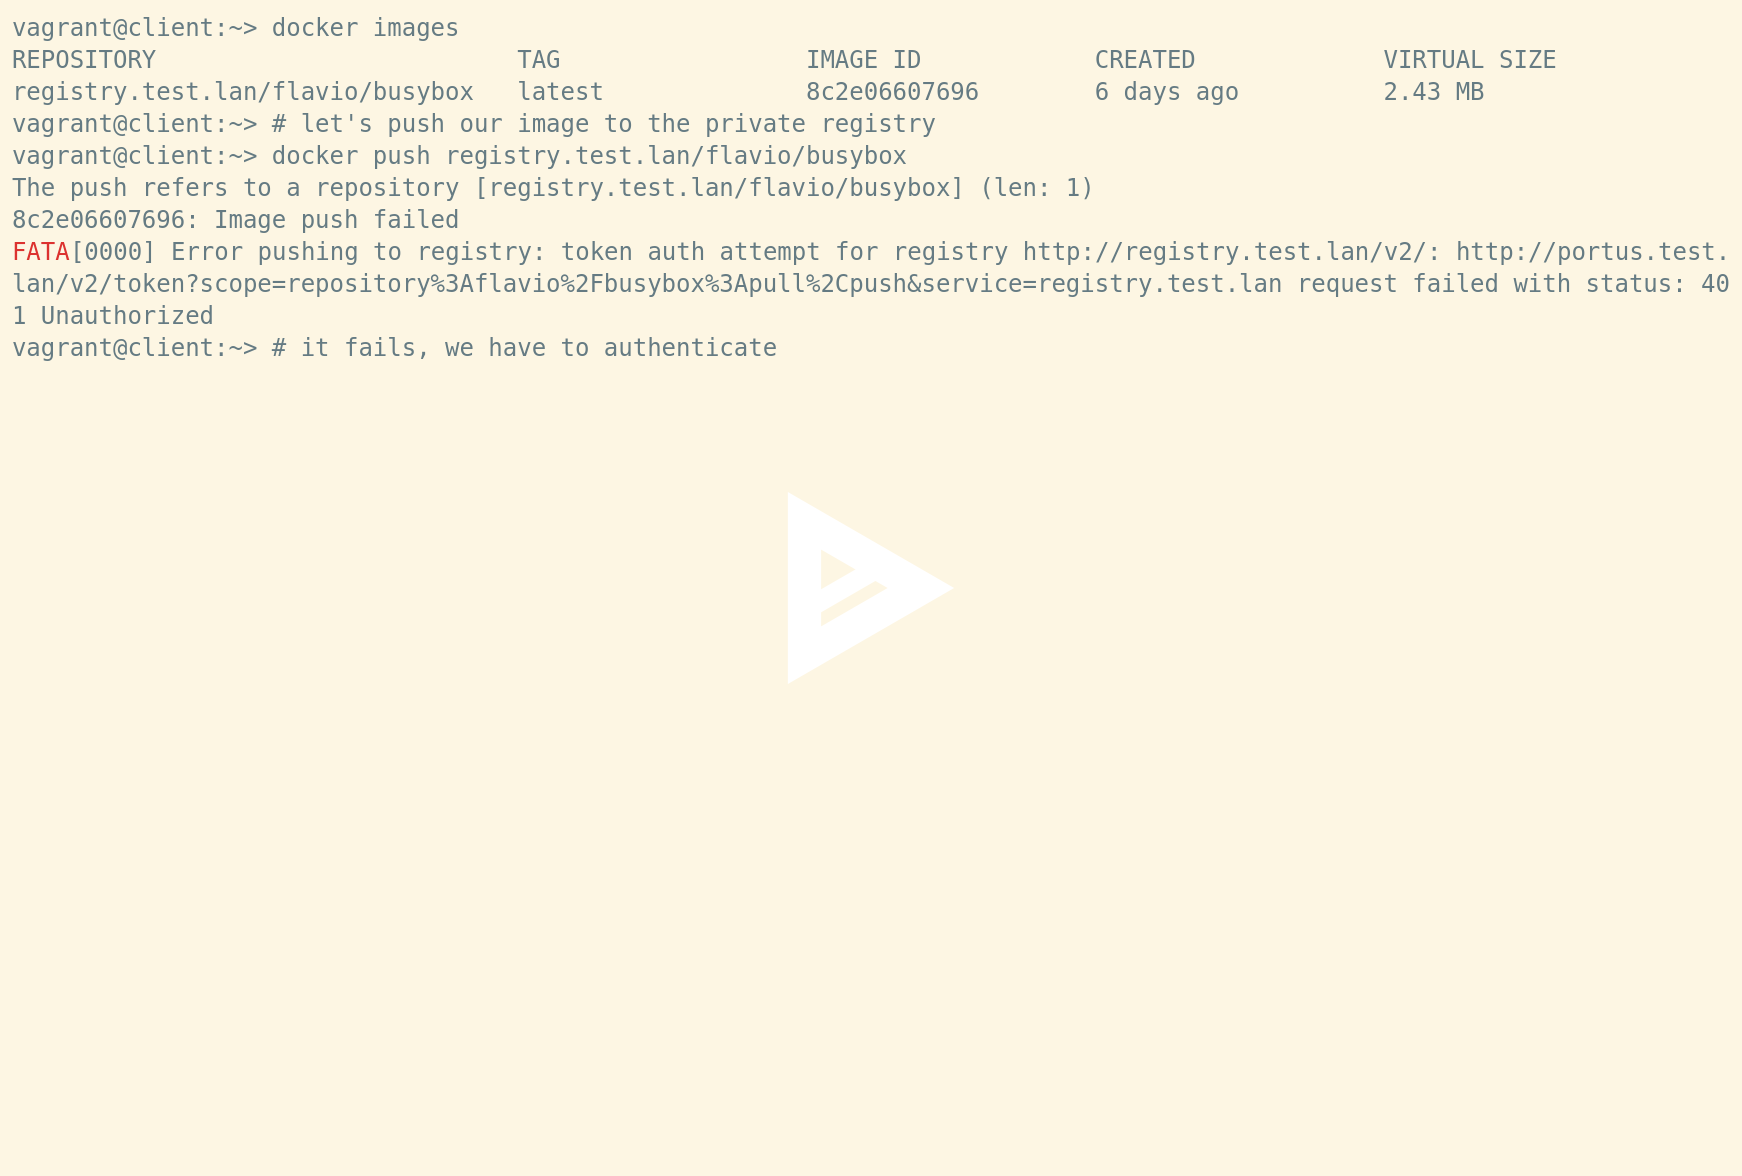 vagrant@client:~> docker images
REPOSITORY                         TAG                 IMAGE ID            CREATED             VIRTUAL SIZE
registry.test.lan/flavio/busybox   latest              8c2e06607696        6 days ago          2.43 MB
vagrant@client:~> # let's push our image to the private registry
vagrant@client:~> docker push registry.test.lan/flavio/busybox
The push refers to a repository [registry.test.lan/flavio/busybox] (len: 1)
8c2e06607696: Image push failed
FATA[0000] Error pushing to registry: token auth attempt for registry http://registry.test.lan/v2/: http://portus.test.
lan/v2/token?scope=repository%3Aflavio%2Fbusybox%3Apull%2Cpush&service=registry.test.lan request failed with status: 40
1 Unauthorized
vagrant@client:~> # it fails, we have to authenticate